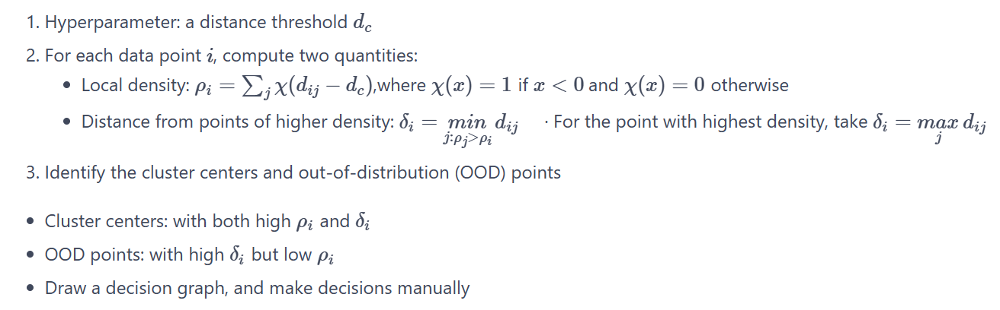 1. Hyperparameter: a distance threshold $d_c$
2. For each data point $i$, compute two quantities:
• Local density: $\rho_i = \sum_j \chi(d_{ij} - d_c)$,where $\chi(x) = 1$ if $x < 0$ and $\chi(x) = 0$ otherwise
• Distance from points of higher density: $\delta_i = \underset{j:\rho_j > \rho_i}{min} \, d_{ij}$ · For the point with highest density, take $\delta_i = \underset{j}{max} \, d_{ij}$
3. Identify the cluster centers and out-of-distribution (OOD) points
• Cluster centers: with both high $\rho_i$ and $\delta_i$
• OOD points: with high $\delta_i$ but low $\rho_i$
• Draw a decision graph, and make decisions manually